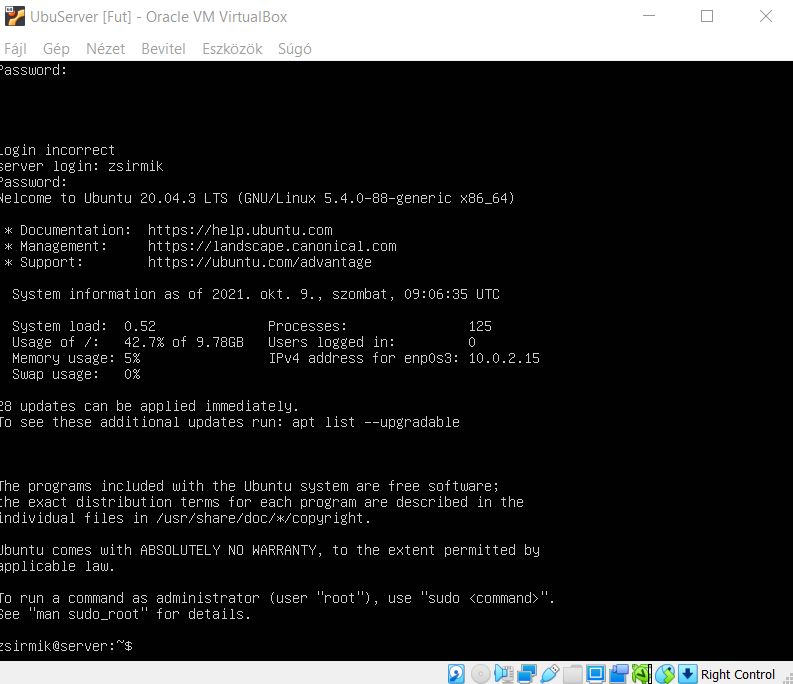 UbuServer [Fut] - Oracle VM VirtualBox
Fájl Gép Nézet Bevitel Eszközök Súgó
Password:
Login incorrect
server login: zsirmik
Password:
Welcome to Ubuntu 20.04.3 LTS (GNU/Linux 5.4.0-88-generic x86_64)
* Documentation: https://help.ubuntu.com
* Management: https://landscape.canonical.com
* Support: https://ubuntu.com/advantage
System information as of 2021. okt. 9., szombat, 09:06:35 UTC
System load: 0.52 Processes: 125
Usage of /: 42.7% of 9.78GB Users logged in: 0
Memory usage: 5% IPv4 address for enp0s3: 10.0.2.15
Swap usage: 0%
28 updates can be applied immediately.
To see these additional updates run: apt list --upgradable
The programs included with the Ubuntu system are free software;
the exact distribution terms for each program are described in the
individual files in /usr/share/doc/*/copyright.
Ubuntu comes with ABSOLUTELY NO WARRANTY, to the extent permitted by
applicable law.
To run a command as administrator (user "root"), use "sudo <command>".
See "man sudo_root" for details.
zsirmik@server:~$
Right Control